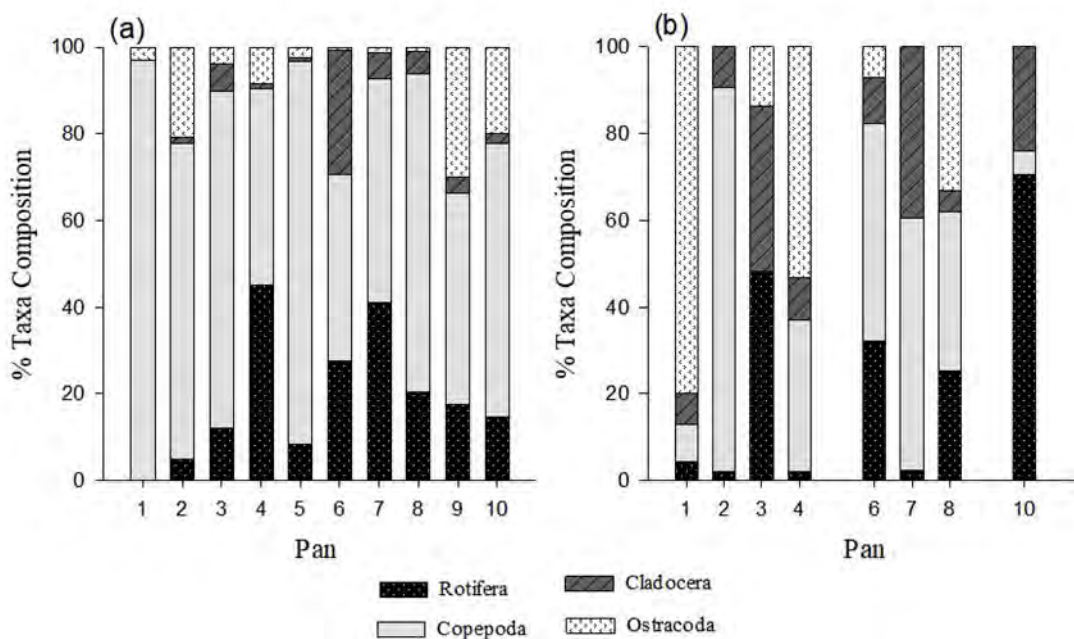 (a)
100
80
60
40
20
0
% Taxa Composition
1 2 3 4 5 6 7 8 9 10
Pan
(b)
100
80
60
40
20
0
% Taxa Composition
1 2 3 4 6 7 8 10
Pan
Rotifera
Cladocera
Copepoda
Ostracoda